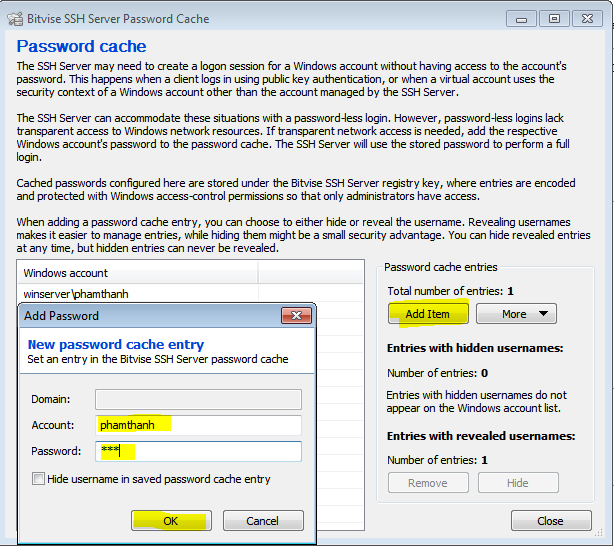 Bitvise SSH Server Password Cache
Password cache
The SSH Server may need to create a logon session for a Windows account without having access to the account's
password. This happens when a client logs in using public key authentication, or when a virtual account uses the
security context of a Windows account other than the account managed by the SSH Server.
The SSH Server can accommodate these situations with a password-less login. However, password-less logins lack
transparent access to Windows network resources. If transparent network access is needed, add the respective
Windows account's password to the password cache. The SSH Server will use the stored password to perform a full
login.
Cached passwords configured here are stored under the Bitvise SSH Server registry key, where entries are encoded
and protected with Windows access-control permissions so that only administrators have access.
When adding a password cache entry, you can choose to either hide or reveal the username. Revealing usernames
makes it easier to manage entries, while hiding them might be a small security advantage. You can hide revealed entries
at any time, but hidden entries can never be revealed.
Windows account
winserver\phamthanh
Add Password
New password cache entry
Set an entry in the Bitvise SSH Server password cache
Domain:
Account: phamthanh
Password: ***
Hide username in saved password cache entry
OK Cancel
Password cache entries
Total number of entries: 1
Add Item More
Entries with hidden usernames:
Number of entries: 0
Entries with hidden usernames do not
appear on the Windows account list.
Entries with revealed usernames:
Number of entries: 1
Remove Hide
Close